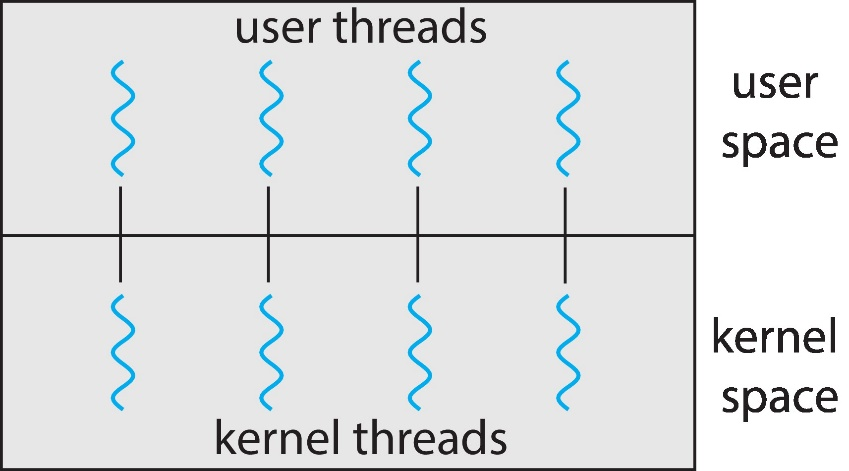 user threads
user
space
kernel
space
kernel threads